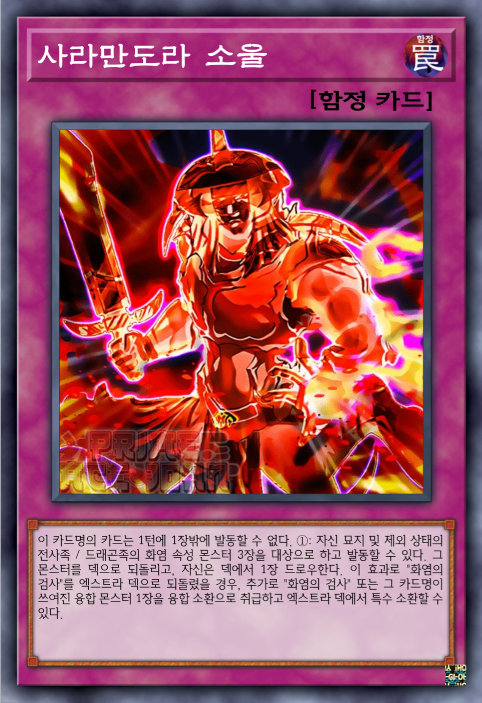 사라만도라 소울
함정
罠
[함정 카드]
이 카드명의 카드는 1턴에 1장밖에 발동할 수 없다. ①: 자신 묘지 및 제외 상태의
전사족 / 드래곤족의 화염 속성 몬스터 3장을 대상으로 하고 발동할 수 있다. 그
몬스터를 덱으로 되돌리고, 자신은 덱에서 1장 드로우한다. 이 효과로 "화염의
검사"를 엑스트라 덱으로 되돌렸을 경우, 추가로 "화염의 검사" 또는 그 카드명이
쓰여진 융합 몬스터 1장을 융합 소환으로 취급하고 엑스트라 덱에서 특수 소환할 수
있다.